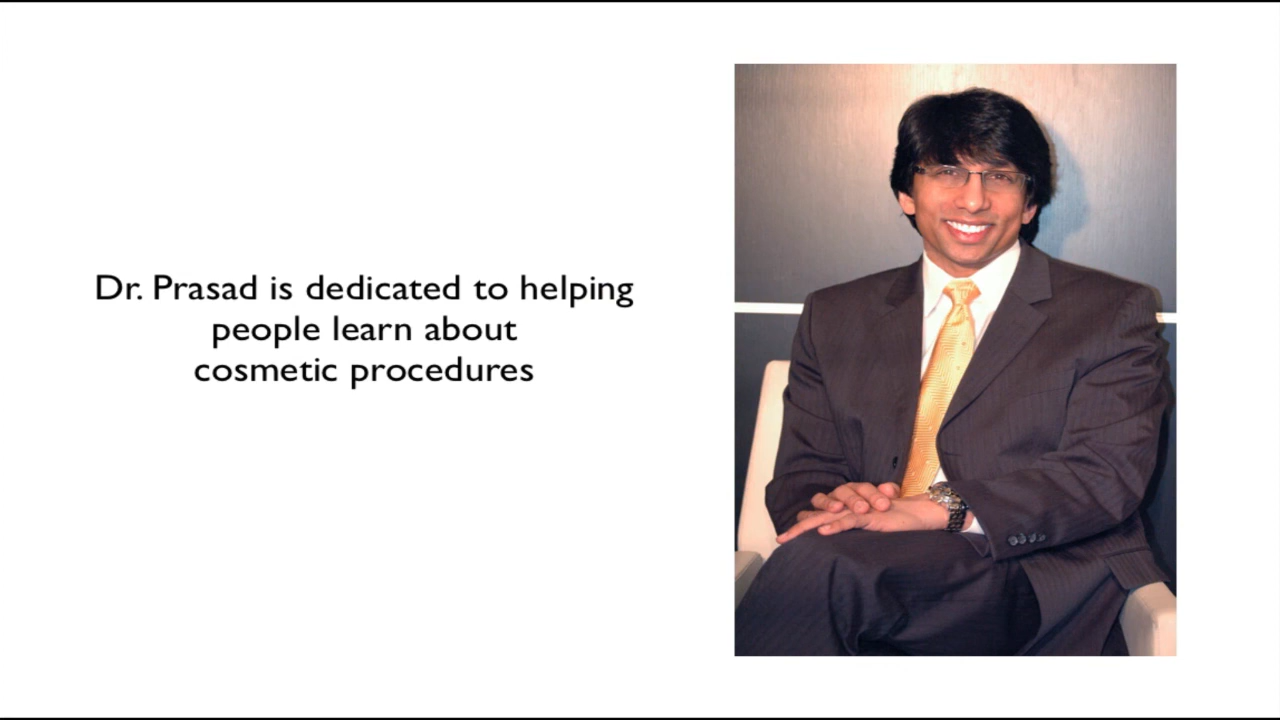 Dr. Prasad is dedicated to helping
people learn about
cosmetic procedures